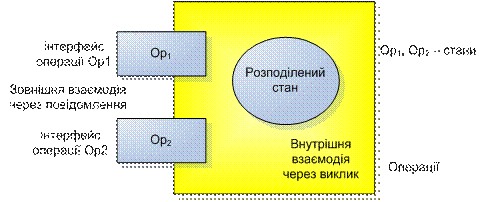 інтерфейс
операції Op1
Op1
Зовнішня взаємодія
через повідомлення
інтерфейс
операції Op2
Op2
Розподілений
стан
Внутрішня
взаємодія
через виклик
Op1, Op2 – стани
Операції